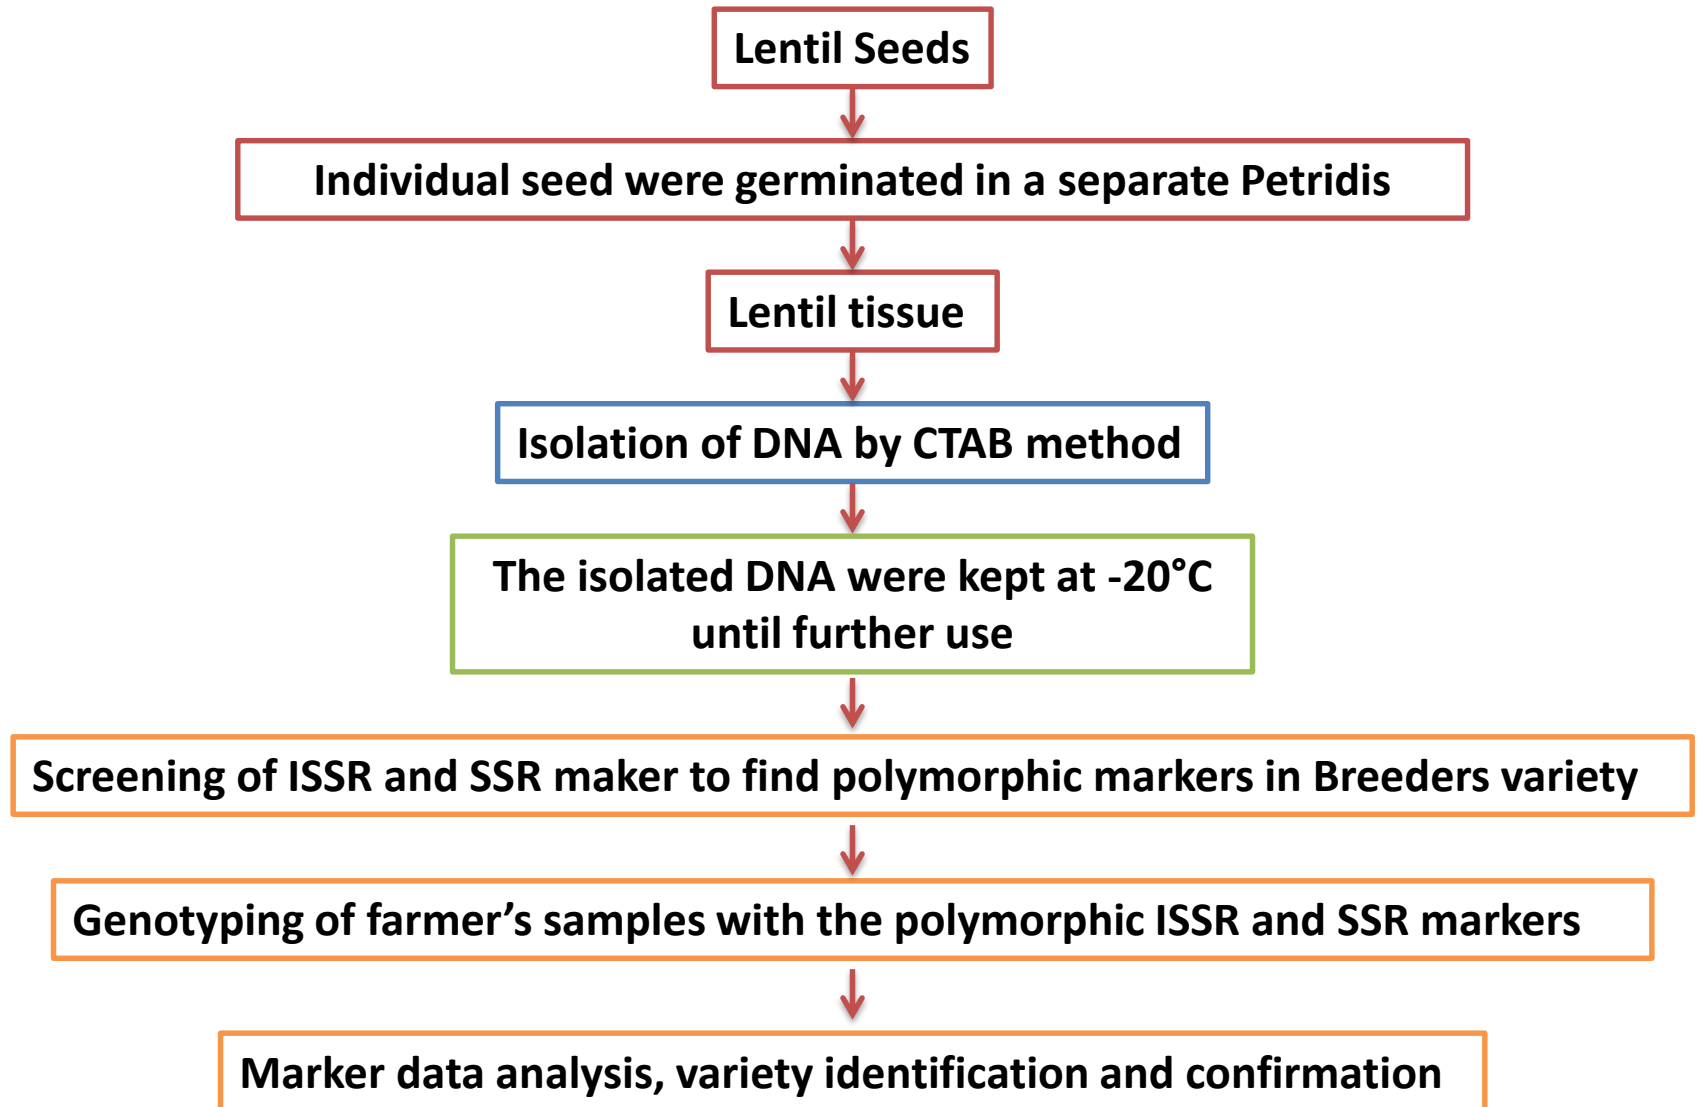 Lentil Seeds
Individual seed were germinated in a separate Petridis
Lentil tissue
Isolation of DNA by CTAB method
The isolated DNA were kept at -20°C
until further use
Screening of ISSR and SSR maker to find polymorphic markers in Breeders variety
Genotyping of farmer’s samples with the polymorphic ISSR and SSR markers
Marker data analysis, variety identification and confirmation